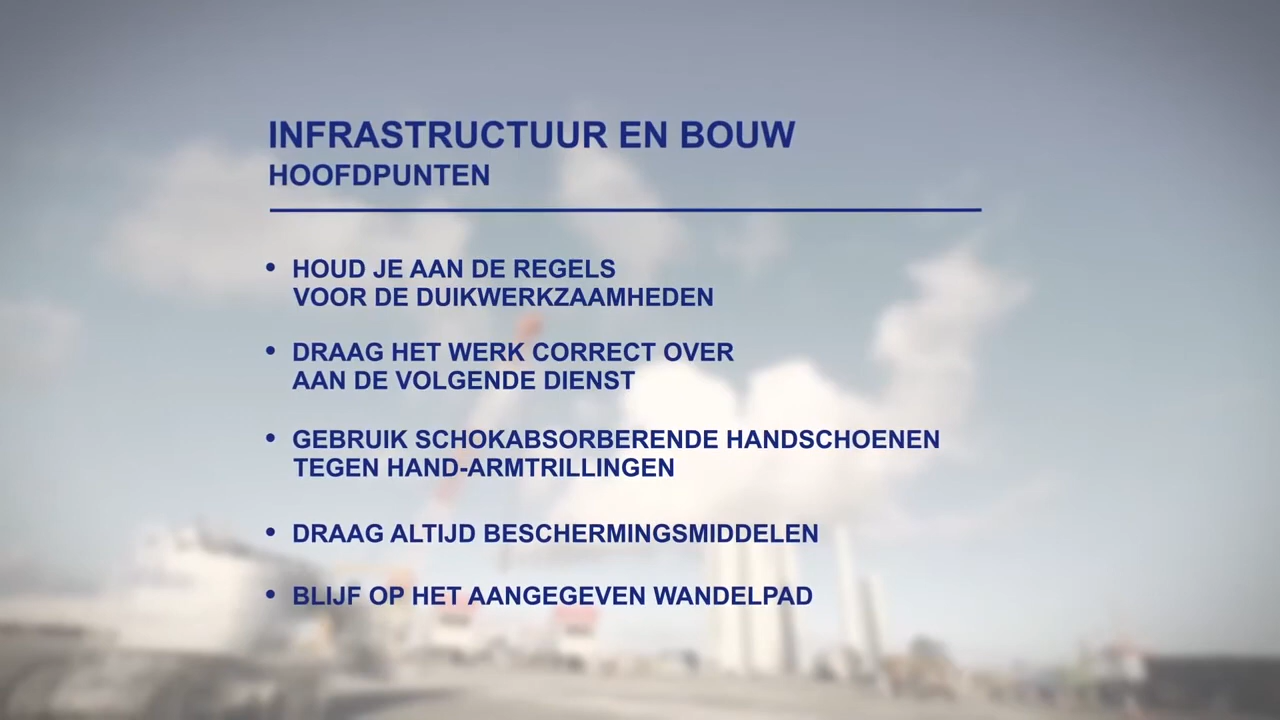 INFRASTRUCTUUR EN BOUW
HOOFDPUNTEN
• HOUD JE AAN DE REGELS
VOOR DE DUIKWERKZAAMHEDEN
• DRAAG HET WERK CORRECT OVER
AAN DE VOLGENDE DIENST
• GEBRUIK SCHOKABSORBERENDE HANDSCHOENEN
TEGEN HAND-ARMTRILLINGEN
• DRAAG ALTIJD BESCHERMINGSMIDDELEN
• BLIJF OP HET AANGEGEVEN WANDELPAD